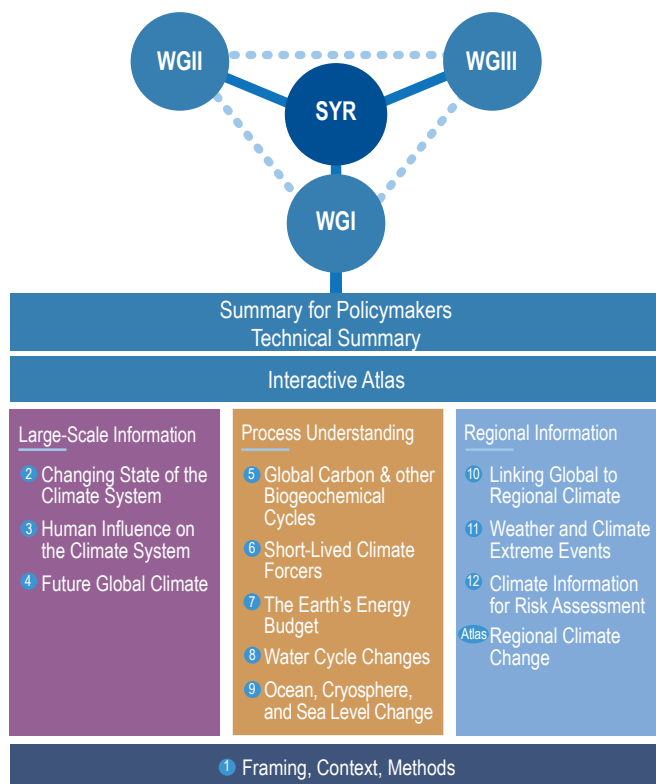 WGII
WGIII
SYR
WGI
Summary for Policymakers
Technical Summary
Interactive Atlas
Large-Scale Information
2 Changing State of the
Climate System
3 Human Influence on
the Climate System
4 Future Global Climate
Process Understanding
5 Global Carbon & other
Biogeochemical
Cycles
6 Short-Lived Climate
Forcers
7 The Earth’s Energy
Budget
8 Water Cycle Changes
9 Ocean, Cryosphere,
and Sea Level Change
Regional Information
10 Linking Global to
Regional Climate
11 Weather and Climate
Extreme Events
12 Climate Information
for Risk Assessment
Atlas Regional Climate
Change
1 Framing, Context, Methods